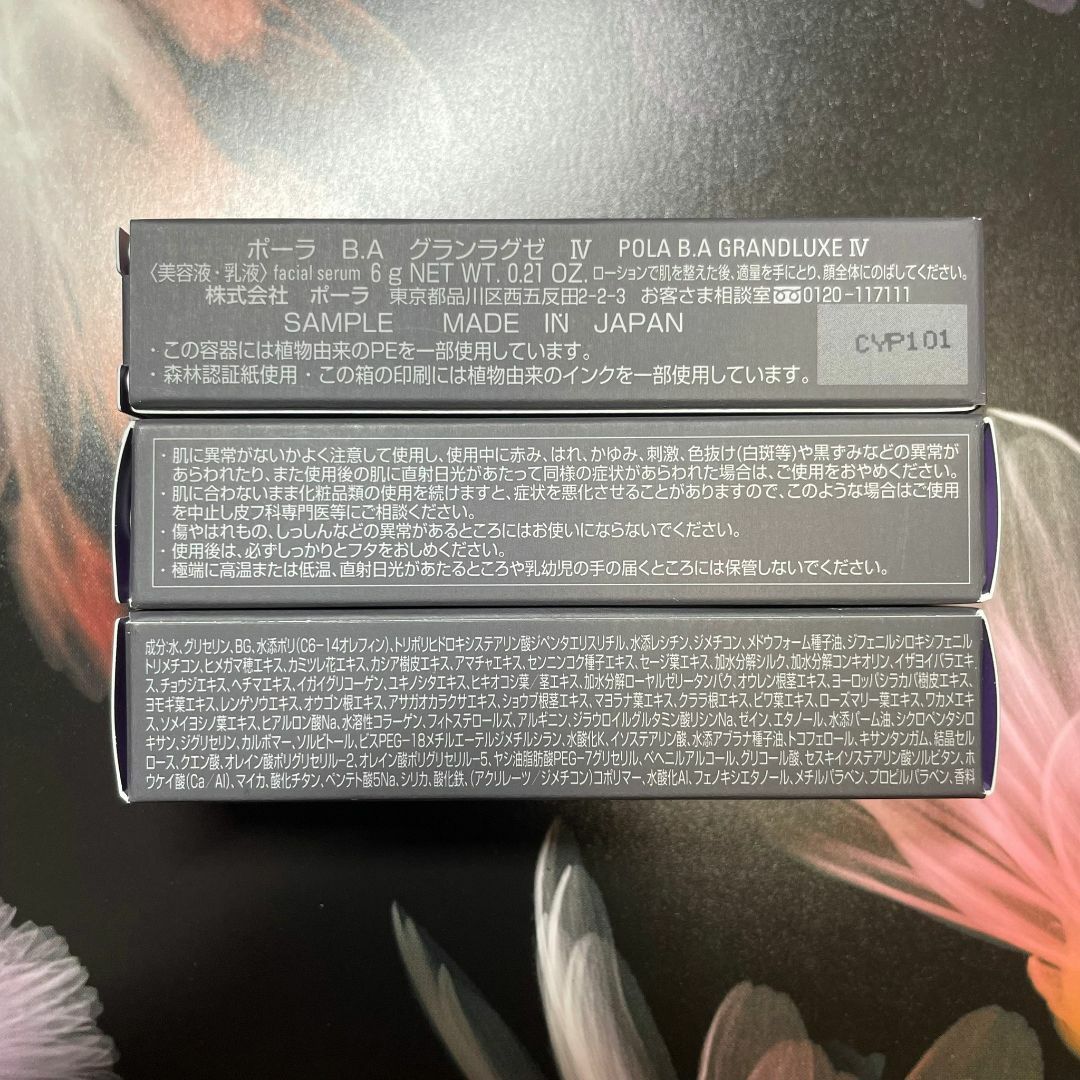 ポーラ B.A グランラグゼ Ⅳ POLA B.A GRANDLUXE Ⅳ
〈美容液・乳液〉facial serum 6 g NET WT. 0.21 OZ. ローションで肌を整えた後、適量を手にとり、顔全体にのばしてください。
株式会社 ポーラ 東京都品川区西五反田2-2-3 お客さま相談室 0120-117111
SAMPLE MADE IN JAPAN
CYP101
・この容器には植物由来のPEを一部使用しています。
・森林認証紙使用・この箱の印刷には植物由来のインクを一部使用しています。
・肌に異常がないかよく注意して使用し、使用中に赤み、はれ、かゆみ、刺激、色抜け(白斑等)や黒ずみなどの異常が
あらわれたり、また使用後の肌に直射日光があたって同様の症状があらわれた場合は、ご使用をおやめください。
・肌に合わないまま化粧品類の使用を続けますと、症状を悪化させることがありますので、このような場合はご使用
を中止し皮フ科専門医等にご相談ください。
・傷やはれもの、しっしんなどの異常があるところにはお使いにならないでください。
・使用後は、必ずしっかりとフタをおしめください。
・極端に高温または低温、直射日光があたるところや乳幼児の手の届くところには保管しないでください。
成分:水、グリセリン、BG、水添ポリ(C6-14オレフィン)、トリポリヒドロキシステアリン酸ジペンタエリスリチル、水添レシチン、ジメチコン、メドウフォーム種子油、ジフェニルシロキシフェニル
トリメチコン、ヒメガマ穂エキス、カミツレ花エキス、カシア樹皮エキス、アマチャエキス、センニンコク種子エキス、セージ葉エキス、加水分解シルク、加水分解コンキオリン、イザヨイバラエキ
ス、チョウジエキス、ヘチマエキス、イガイグリコーゲン、ユキノシタエキス、ヒキオコシ葉/茎エキス、加水分解ローヤルゼリータンパク、オウレン根茎エキス、ヨーロッパシラカバ樹皮エキス、
ヨモギ葉エキス、レンゲソウエキス、オウゴン根エキス、アサガオカラクサエキス、ショウブ根茎エキス、マヨラナ葉エキス、クララ根エキス、ビワ葉エキス、ローズマリー葉エキス、ワカメエキ
ス、ソメイヨシノ葉エキス、ヒアルロン酸Na、水溶性コラーゲン、フィトステロールズ、アルギニン、ジラウロイルグルタミン酸リシンNa、ゼイン、エタノール、水添パーム油、シクロペンタシロ
キサン、ジグリセリン、カルボマー、ソルビトール、ビスPEG-18メチルエーテルジメチルシラン、水酸化K、イソステアリン酸、水添アブラナ種子油、トコフェロール、キサンタンガム、結晶セル
ロース、クエン酸、オレイン酸ポリグリセリル-2、オレイン酸ポリグリセリル-5、ヤシ油脂肪酸PEG-7グリセリル、ベヘニルアルコール、グリコール酸、セスキイソステアリン酸ソルビタン、ホ
ウケイ酸(Ca/Al)、マイカ、酸化チタン、ペンテト酸5Na、シリカ、酸化鉄、(アクリレーツ/ジメチコン)コポリマー、水酸化Al、フェノキシエタノール、メチルパラベン、プロピルパラベン、香料